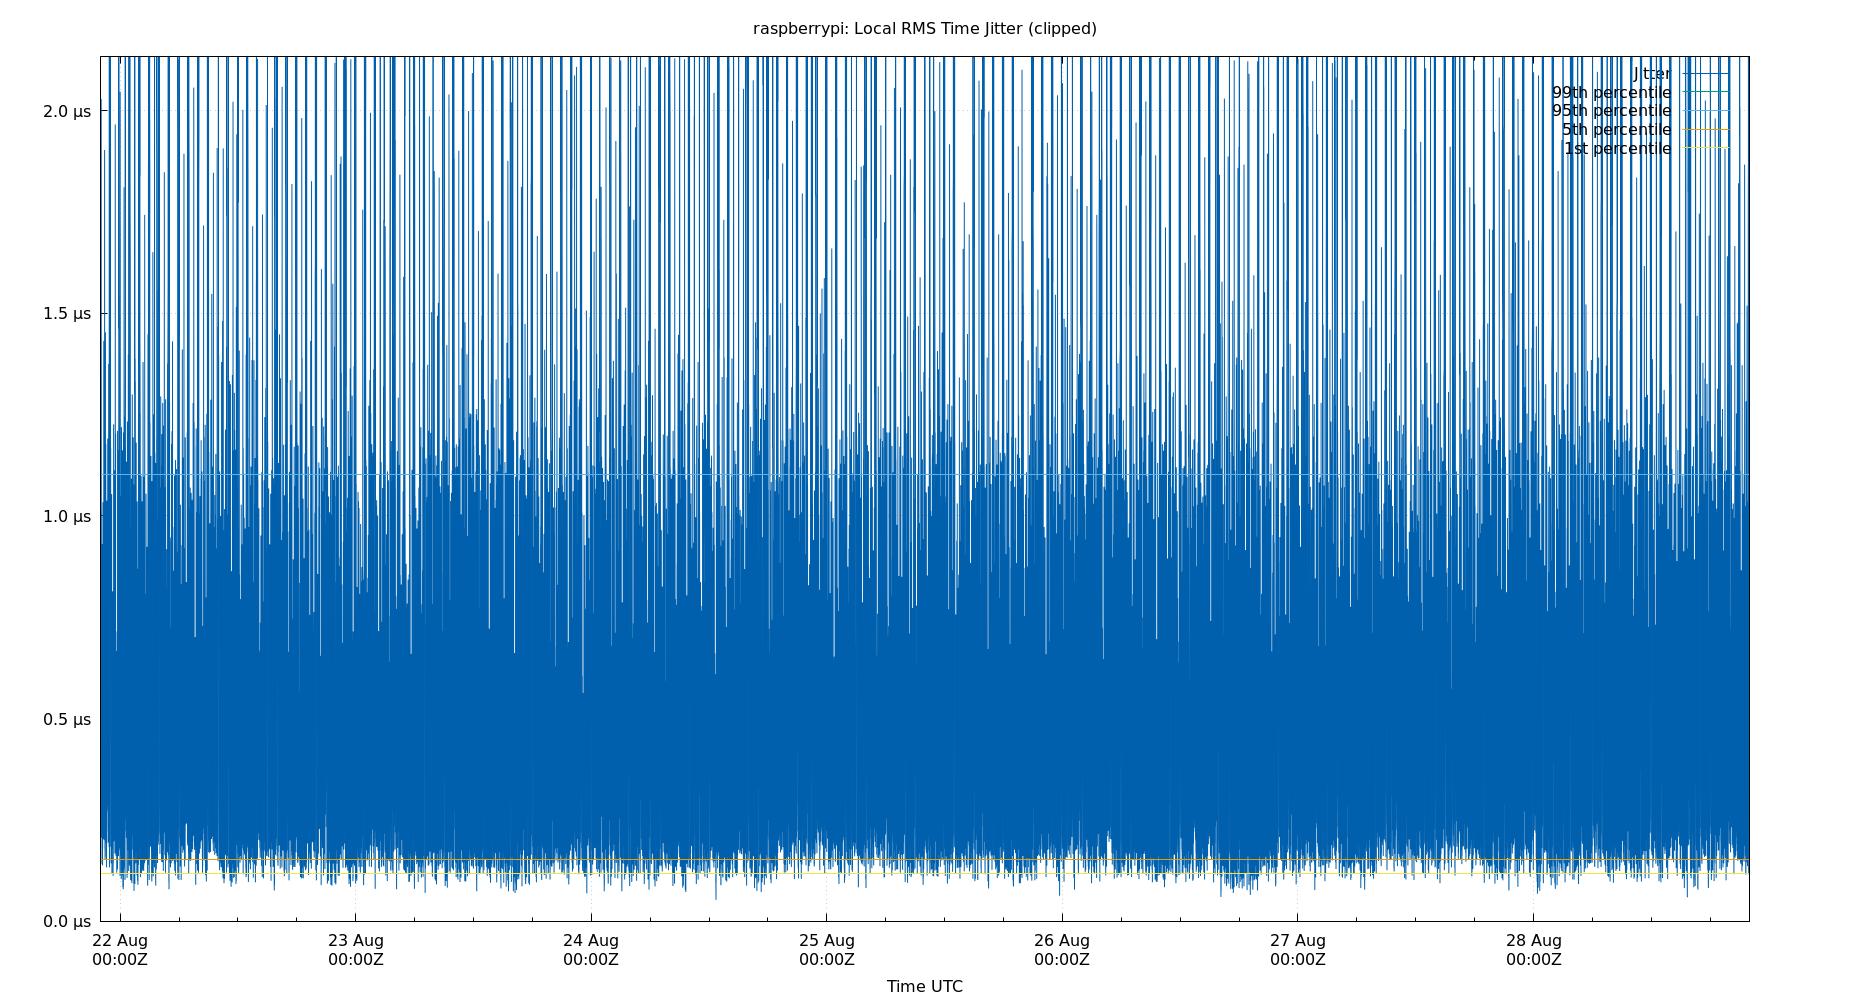 raspberrypi: Local RMS Time Jitter (clipped)
2.0 µs
1.5 µs
1.0 µs
0.5 µs
0.0 µs
Jitter
99th percentile
95th percentile
5th percentile
1st percentile
22 Aug 23 Aug 24 Aug 25 Aug 26 Aug 27 Aug 28 Aug
00:00Z 00:00Z 00:00Z 00:00Z 00:00Z 00:00Z 00:00Z
Time UTC